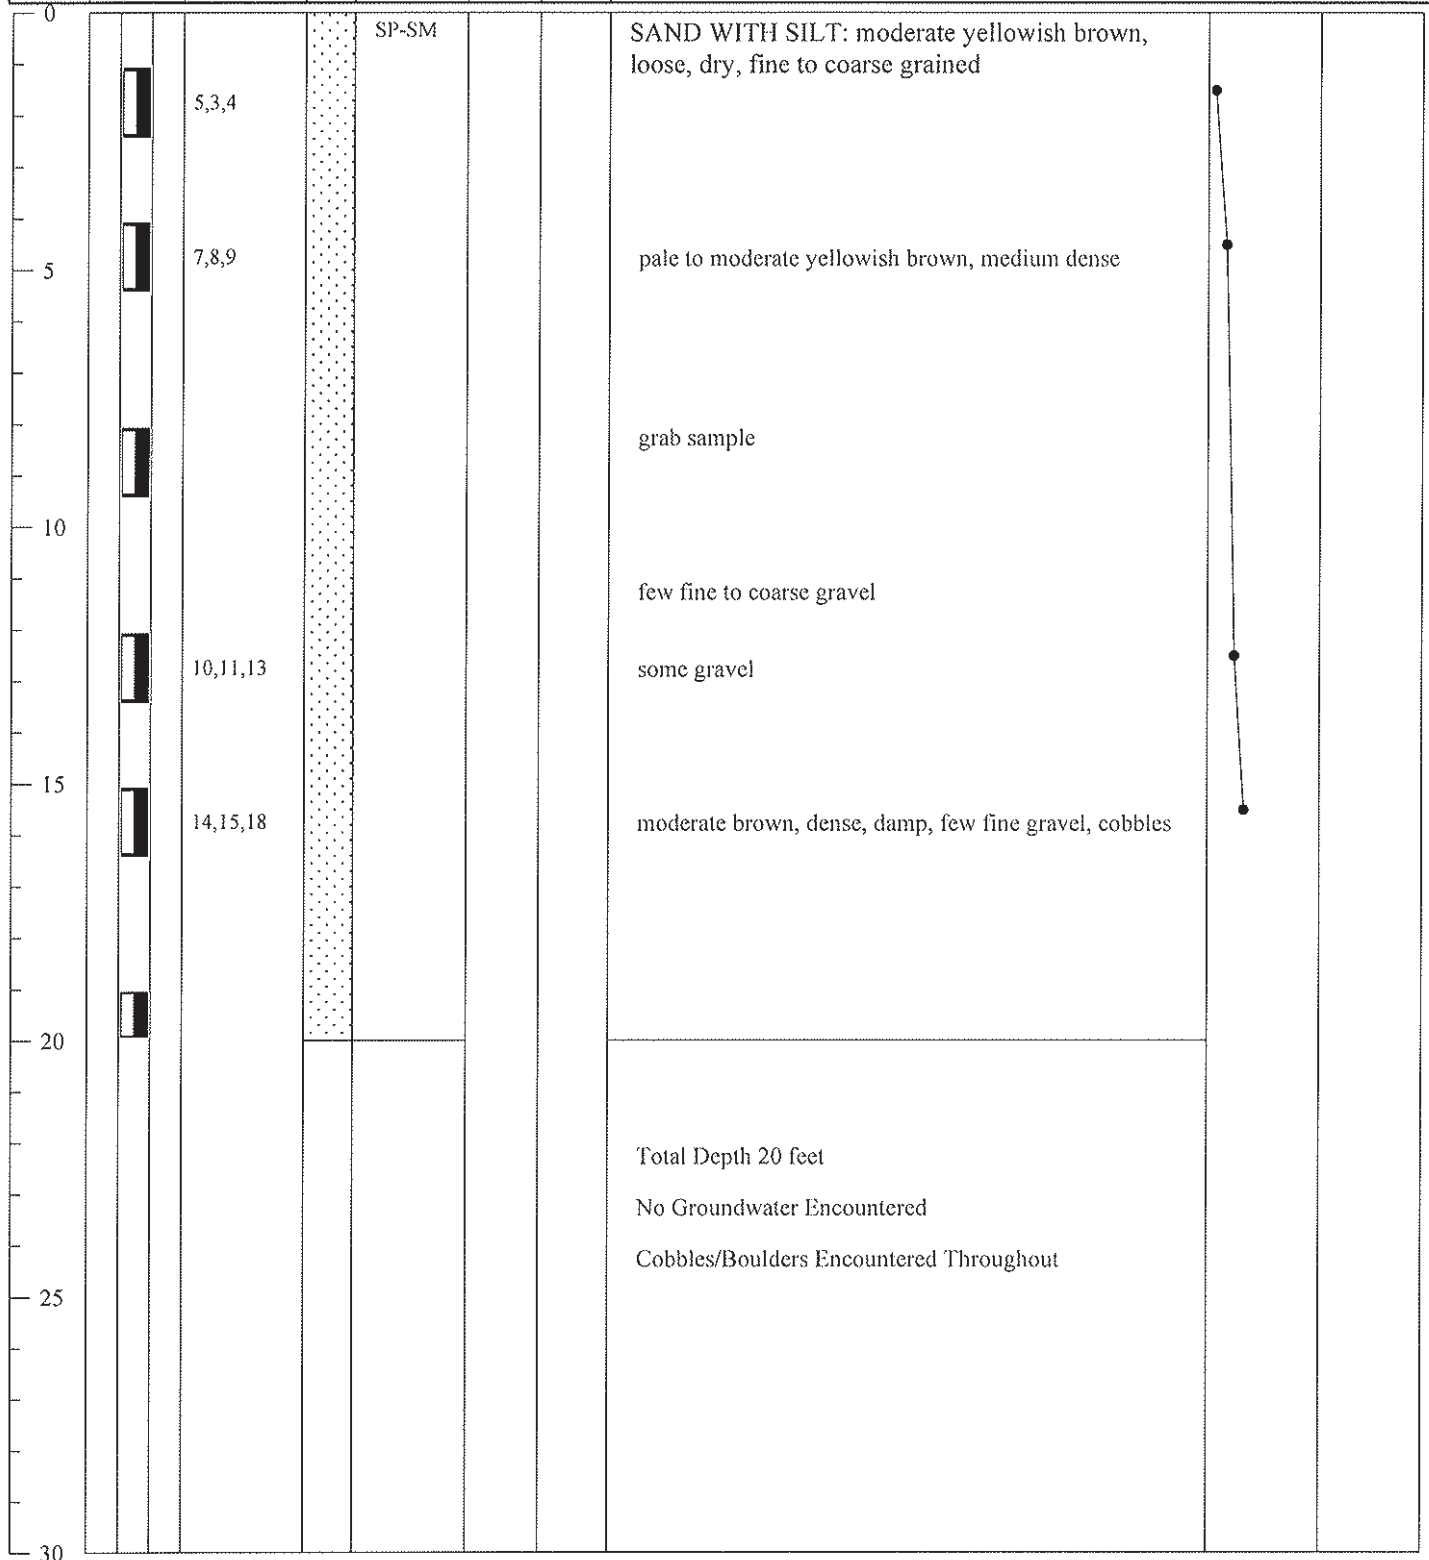 0
SP-SM
SAND WITH SILT: moderate yellowish brown,
loose, dry, fine to coarse grained
5,3,4
7,8,9
pale to moderate yellowish brown, medium dense
5
grab sample
10
few fine to coarse gravel
10,11,13
some gravel
15
14,15,18
moderate brown, dense, damp, few fine gravel, cobbles
20
Total Depth 20 feet
No Groundwater Encountered
Cobbles/Boulders Encountered Throughout
25
30